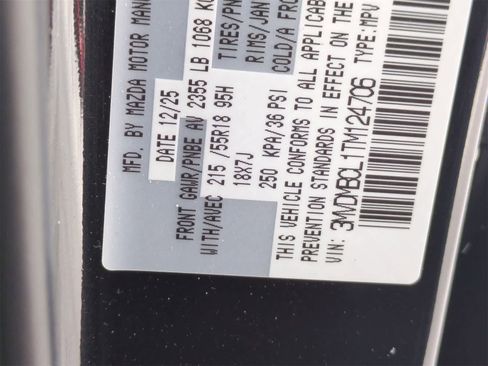 MFD. BY MAZDA MOTOR MAN
DATE 12/25
FRONT GAWR/PNBE AV 2355 LB 1068 K
WITH/AVEC 215/55R18 95H TIRES/PN
18X7J RIMS/JAN
250 KPA/36 PSI COLD/A FRO
THIS VEHICLE CONFORMS TO ALL APPLICAB
PREVENTION STANDARDS IN EFFECT ON THE
VIN: 3MVDMBCL1TM124706 TYPE: MPV